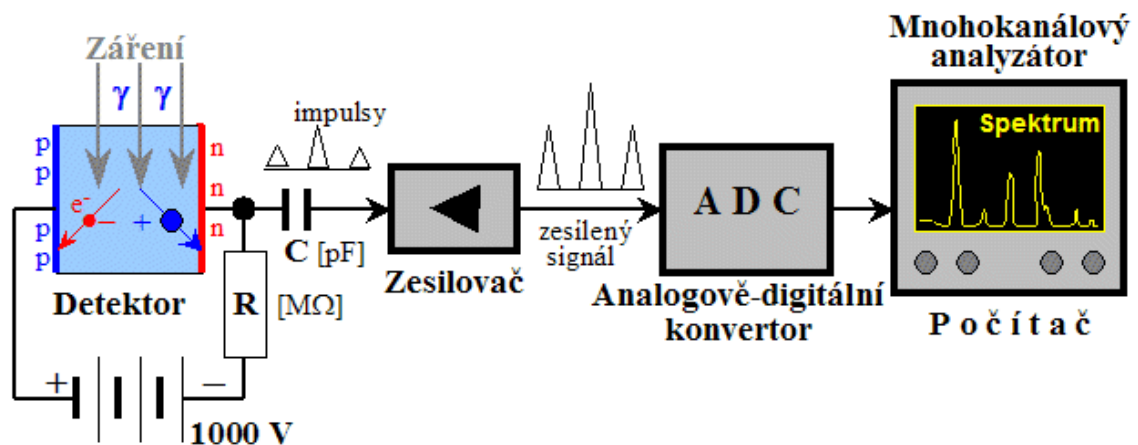 Záření
γ γ
p
p
p
p
n
n
n
e-
−
+
Detektor
+
−
1000 V
R [MΩ]
impulsy
C [pF]
Zesilovač
zesílený
signál
A D C
Analogově-digitální
konvertor
Mnohokanálový
analyzátor
Spektrum
P o č í t a č